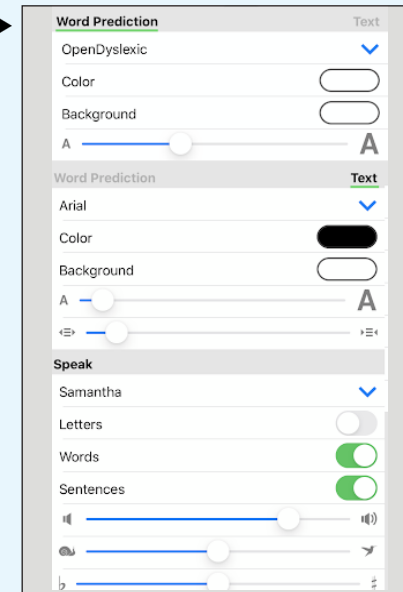 Word Prediction Text
OpenDyslexic
Color
Background
A A
Word Prediction Text
Arial
Color
Background
A A
Speak
Samantha
Letters
Words
Sentences
♭ ♯